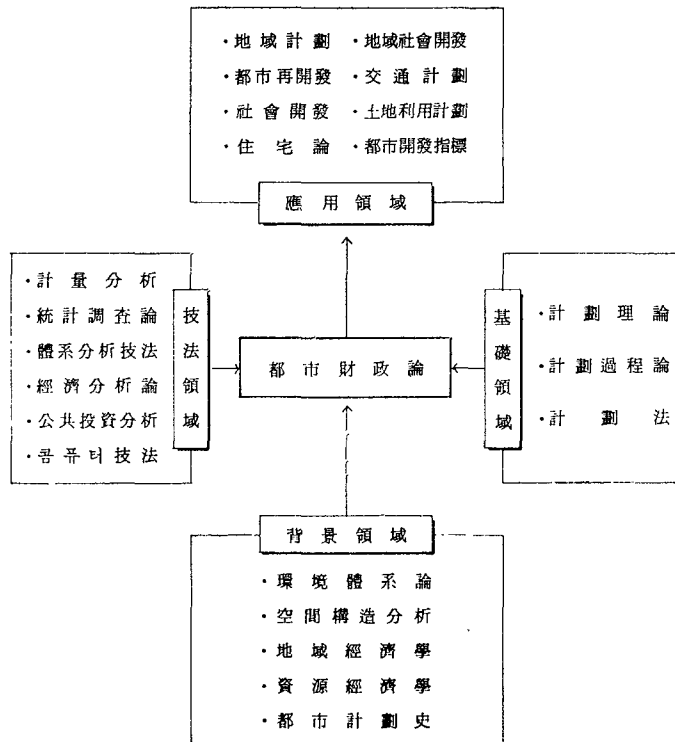 ·地域計劃 ·地域社會開發
·都市再開發 ·交通計劃
·社會開發 ·土地利用計劃
·住宅論 ·都市開發指標
應用領域
·計量分析
·統計調査論
·體系分析技法
·經濟分析論
·公共投資分析
·콤퓨터技法
技法領域
都市財政論
基礎領域
·計劃理論
·計劃過程論
·計劃法
背景領域
·環境體系論
·空間構造分析
·地域經濟學
·資源經濟學
·都市計劃史